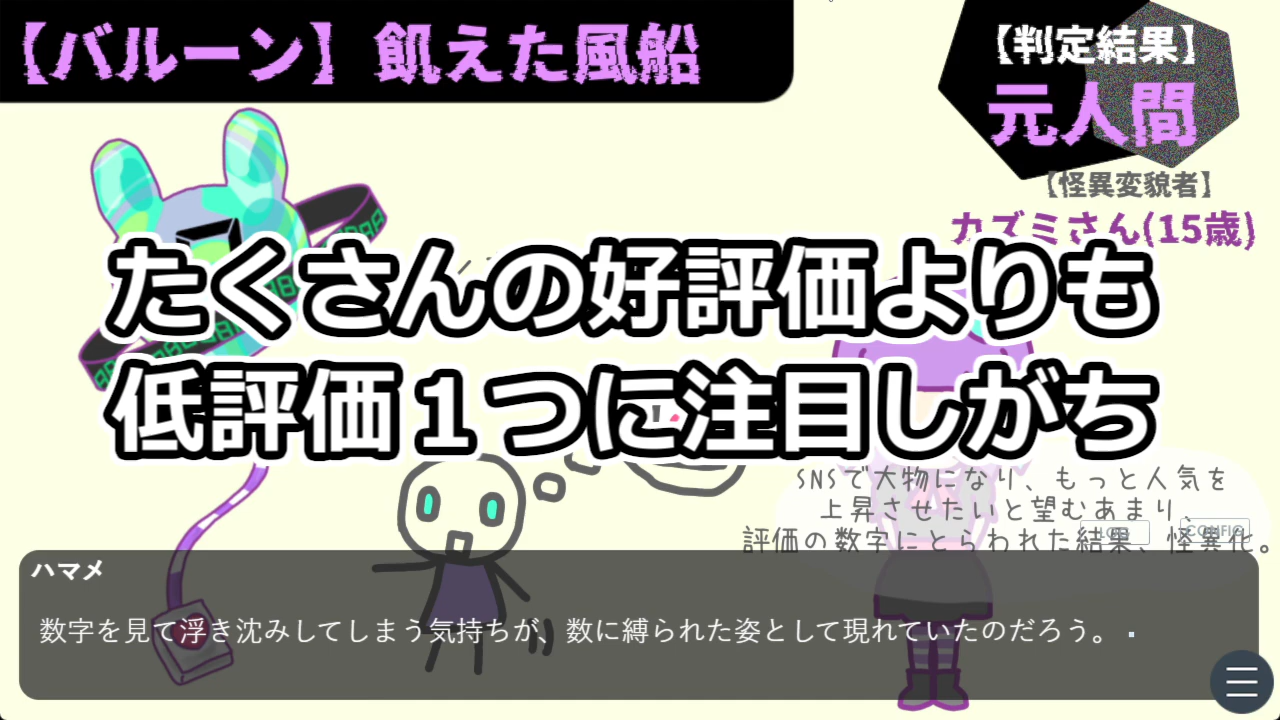 【バルーン】飢えた風船
【判定結果】
元人間
【怪異変貌者】
カズミさん(15歳)
たくさんの好評価よりも
低評価１つに注目しがち
SNSで大物になり、もっと人気を
上昇させたいと望むあまり、
評価の数字にとらわれた結果、怪異化。
LOG
CONFIG
ハマメ
数字を見て浮き沈みしてしまう気持ちが、数に縛られた姿として現れていたのだろう。